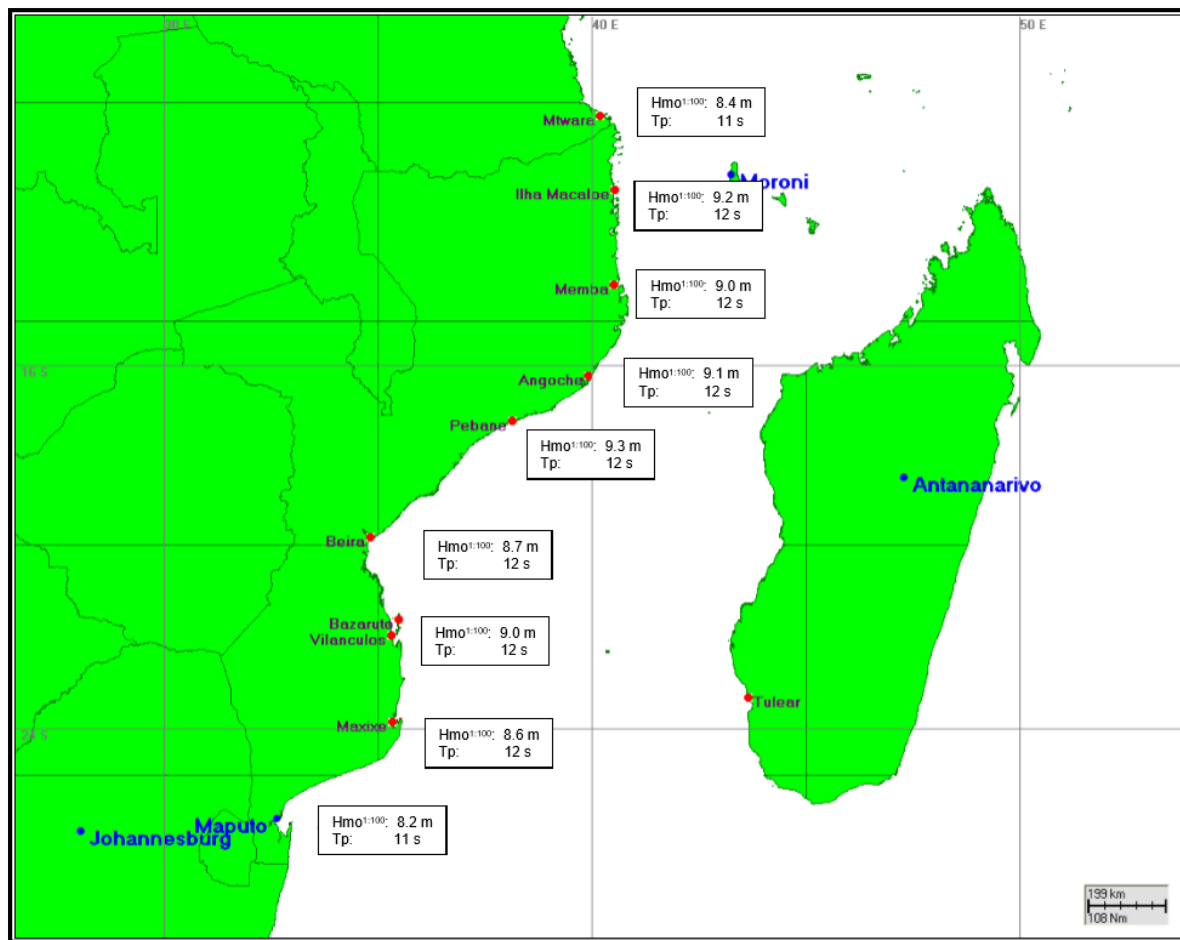 30 E
40 E
50 E
Hmo1:100: 8.4 m
Tp: 11 s
Mtwara
Moroni
Ilha Macaloe
Hmo1:100: 9.2 m
Tp: 12 s
Memba
Hmo1:100: 9.0 m
Tp: 12 s
16 S
Angoche
Hmo1:100: 9.1 m
Tp: 12 s
Pebane
Hmo1:100: 9.3 m
Tp: 12 s
Antananarivo
Beira
Hmo1:100: 8.7 m
Tp: 12 s
Bazaruto
Vilanculos
Hmo1:100: 9.0 m
Tp: 12 s
Tulear
Maxixe
24 S
Hmo1:100: 8.6 m
Tp: 12 s
Maputo
Johannesburg
Hmo1:100: 8.2 m
Tp: 11 s
199 km
108 Nm